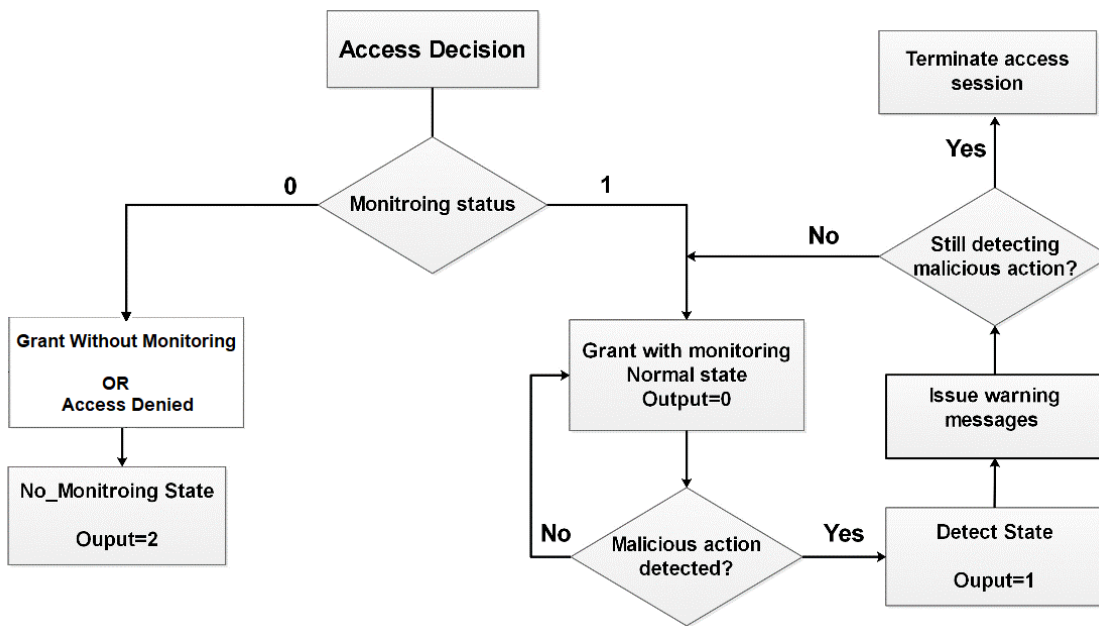 Access Decision
Monitroing status
0
1
Grant Without Monitoring
OR
Access Denied
No_Monitroing State
Ouput=2
Grant with monitoring
Normal state
Output=0
Malicious action
detected?
No
Yes
Detect State
Ouput=1
Issue warning
messages
Still detecting
malicious action?
No
Yes
Terminate access
session